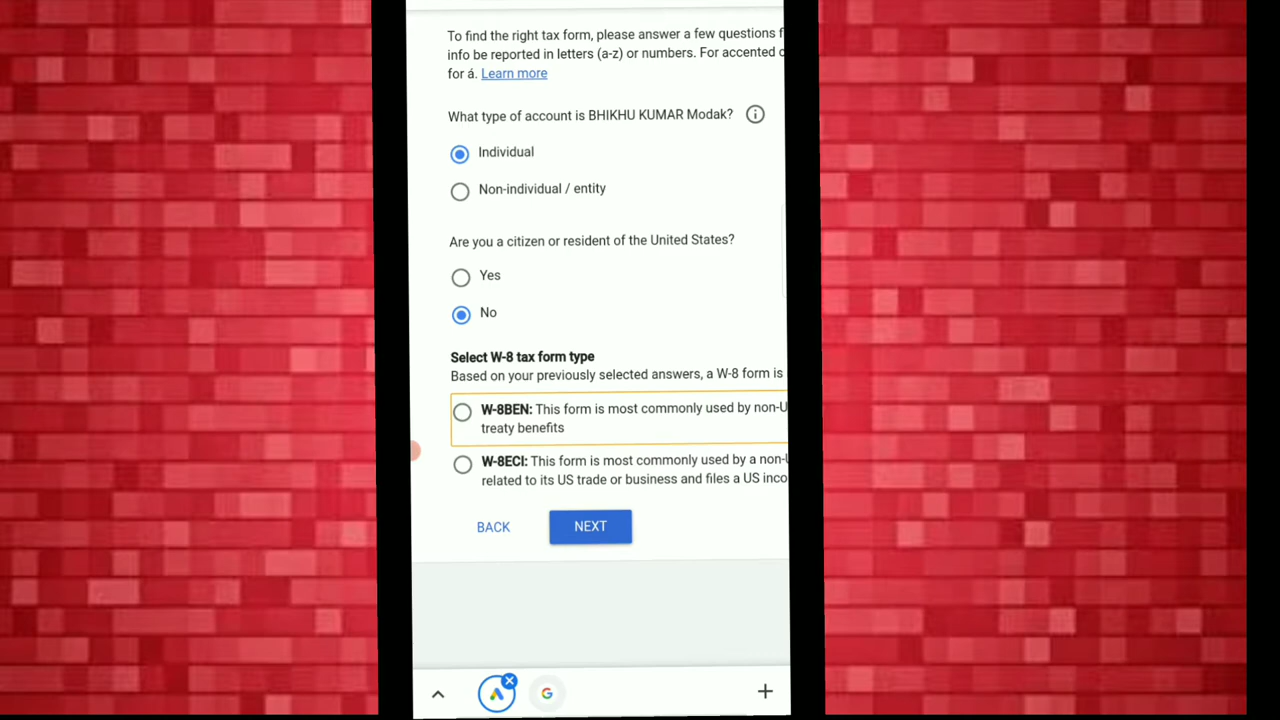 To find the right tax form, please answer a few questions f
info be reported in letters (a-z) or numbers. For accented c
for á. Learn more
What type of account is BHIKHU KUMAR Modak?
Individual
Non-individual / entity
Are you a citizen or resident of the United States?
Yes
No
Select W-8 tax form type
Based on your previously selected answers, a W-8 form is
W-8BEN: This form is most commonly used by non-U
treaty benefits
W-8ECI: This form is most commonly used by a non-U
related to its US trade or business and files a US inco
BACK NEXT